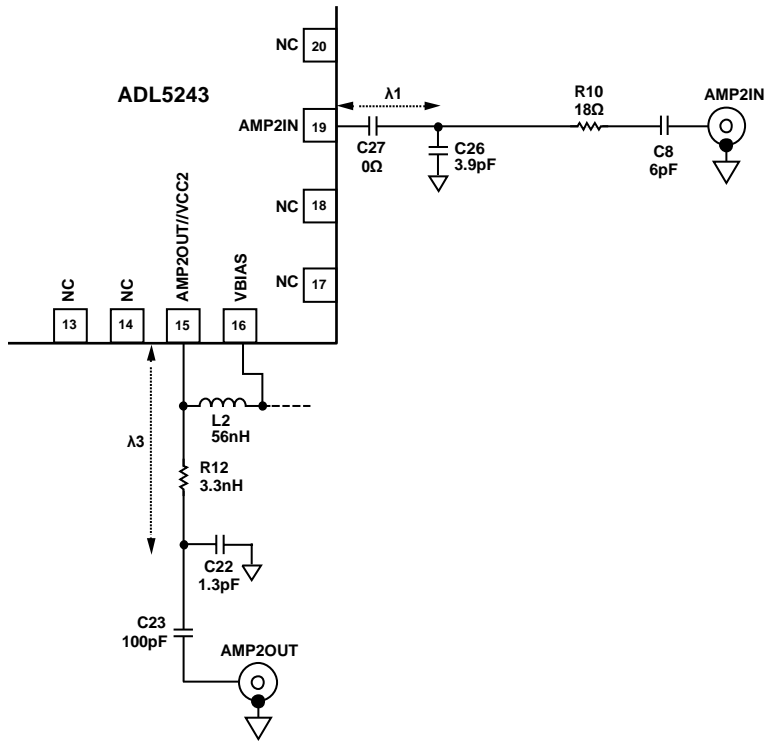 NC
20
ADL5243
λ1
R10
18Ω
AMP2IN
AMP2IN
19
C27
0Ω
C26
3.9pF
C8
6pF
NC
18
NC
17
NC
NC
AMP2OUT//VCC2
VBIAS
13
14
15
16
L2
56nH
λ3
R12
3.3nH
C22
1.3pF
C23
100pF
AMP2OUT